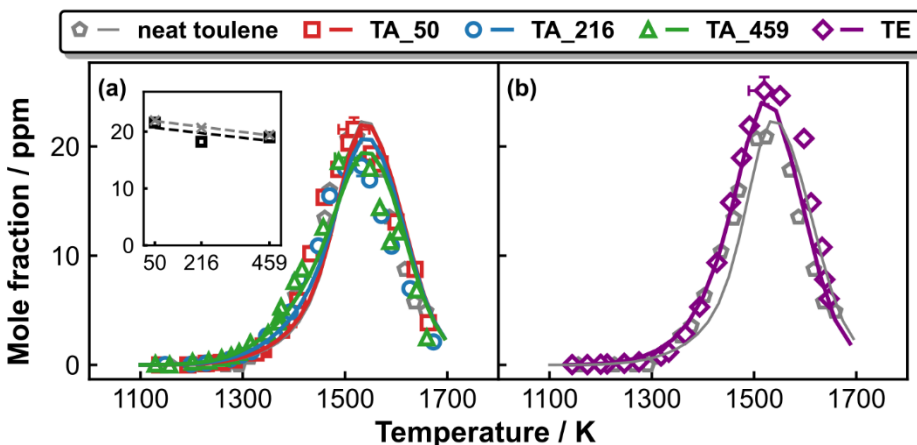 neat toulene TA_50 TA_216 TA_459 TE
(a) (b)
Mole fraction / ppm
20
10
0
20
10
0
50 216 459
1100 1300 1500 1700 1100 1300 1500 1700
Temperature / K